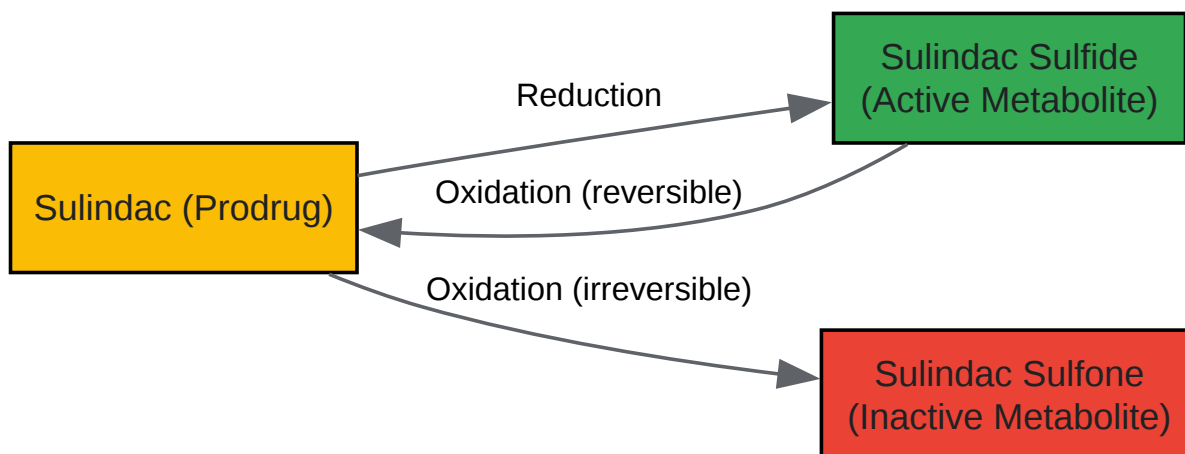 Sulindac Sulfide
(Active Metabolite)
Reduction
Oxidation (reversible)
Sulindac (Prodrug)
Oxidation (irreversible)
Sulindac Sulfone
(Inactive Metabolite)